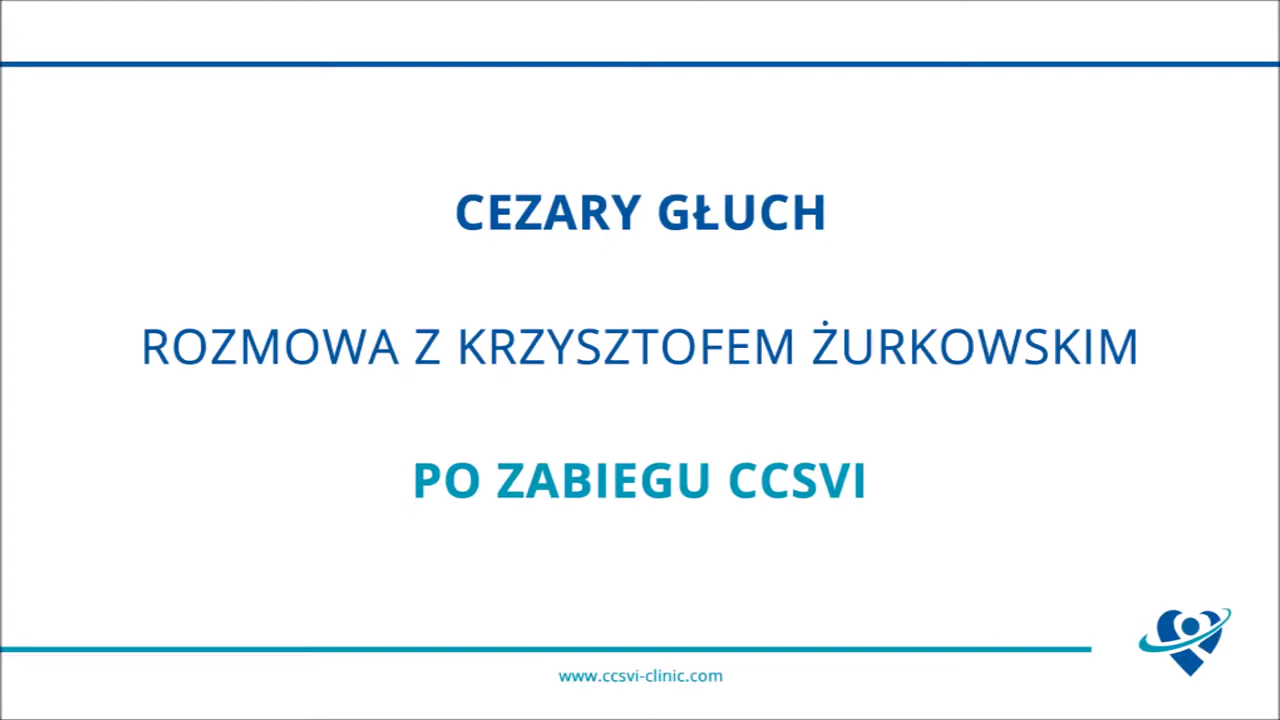 CEZARY GŁUCH
ROZMOWA Z KRZYSZTOFEM ŻURKOWSKIM
PO ZABIEGU CCSVI
www.ccsvi-clinic.com